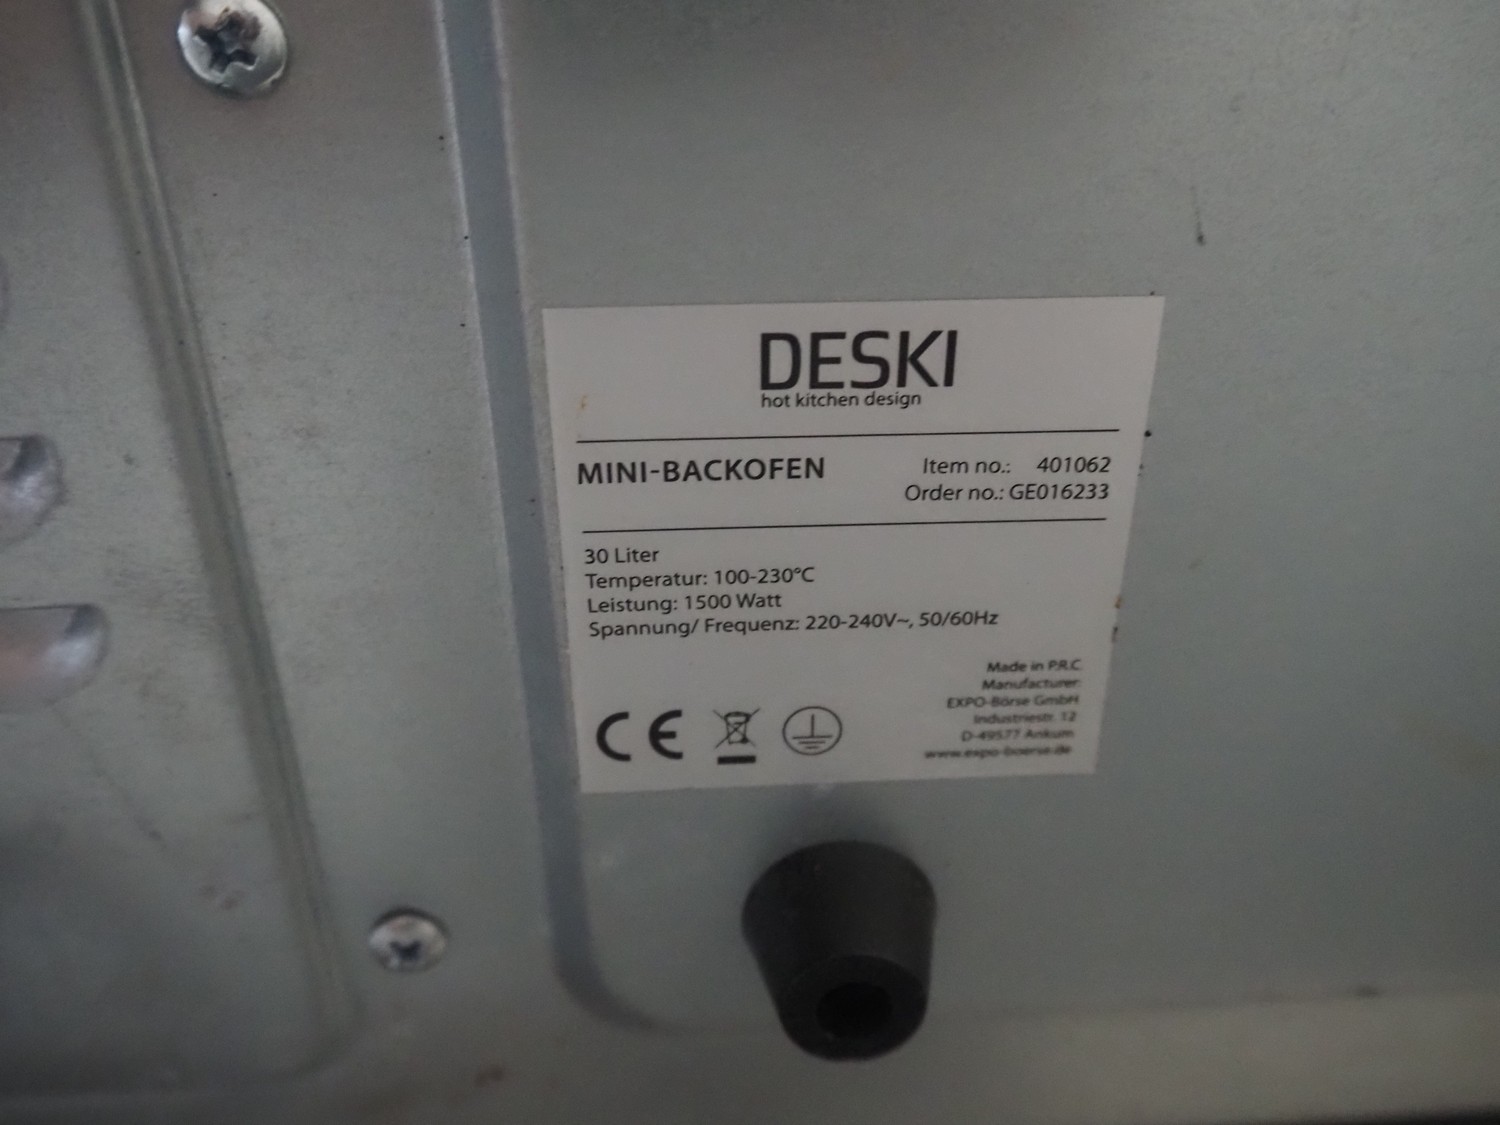 DESKI
hot kitchen design
MINI-BACKOFEN
Item no.: 401062
Order no.: GE016233
30 Liter
Temperatur: 100-230°C
Leistung: 1500 Watt
Spannung/ Frequenz: 220-240V~, 50/60Hz
Made in P.R.C
Manufacturer:
EXPO-Börse GmbH
Industriestr. 12
D-49577 Ankum
www.expo-boerse.de
CE